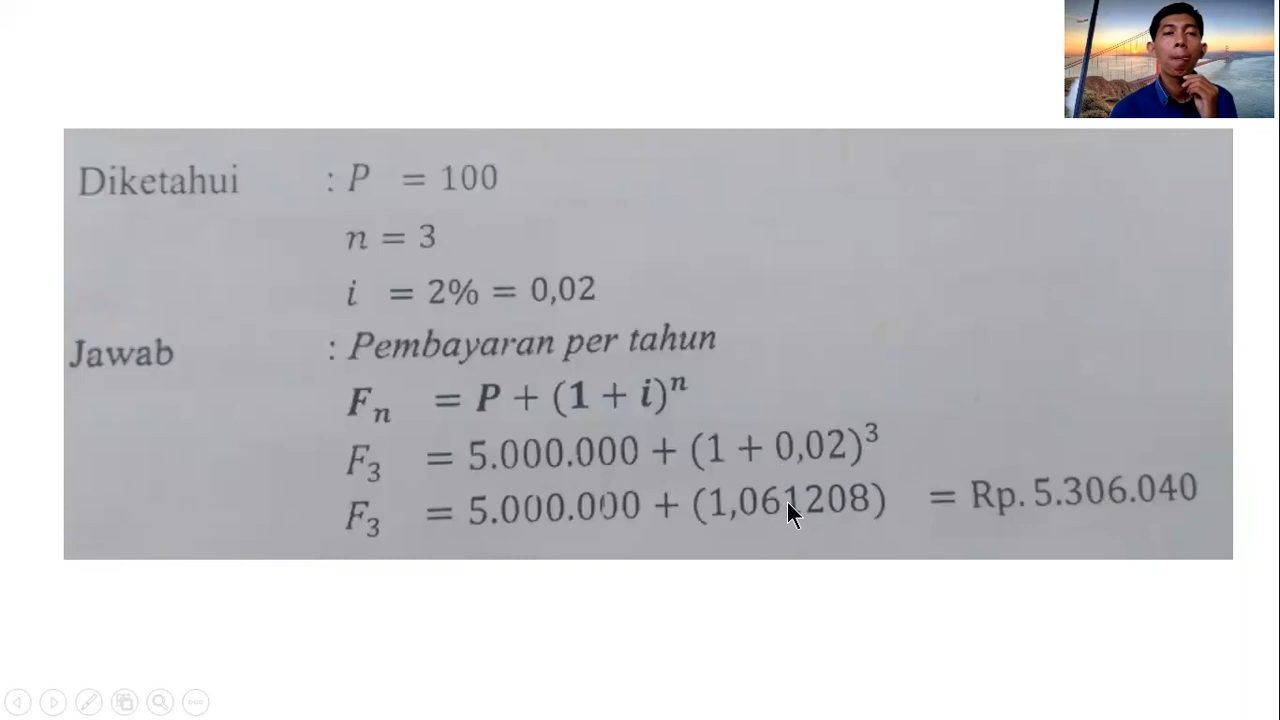 Diketahui : P = 100
n = 3
i = 2% = 0,02
Jawab : Pembayaran per tahun
Fₙ = P + (1 + i)ⁿ
F₃ = 5.000.000 + (1 + 0,02)³
F₃ = 5.000.000 + (1,061208) = Rp. 5.306.040